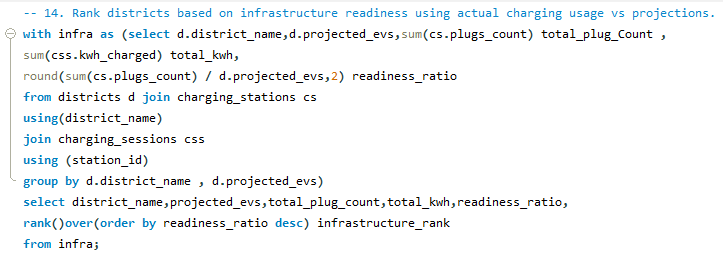 -- 14. Rank districts based on infrastructure readiness using actual charging usage vs projections.
with infra as (select d.district_name,d.projected_evs,sum(cs.plugs_count) total_plug_Count ,
sum(css.kwh_charged) total_kwh,
round(sum(cs.plugs_count) / d.projected_evs,2) readiness_ratio
from districts d join charging_stations cs
using(district_name)
join charging_sessions css
using (station_id)
group by d.district_name , d.projected_evs)
select district_name,projected_evs,total_plug_count,total_kwh,readiness_ratio,
rank()over(order by readiness_ratio desc) infrastructure_rank
from infra;